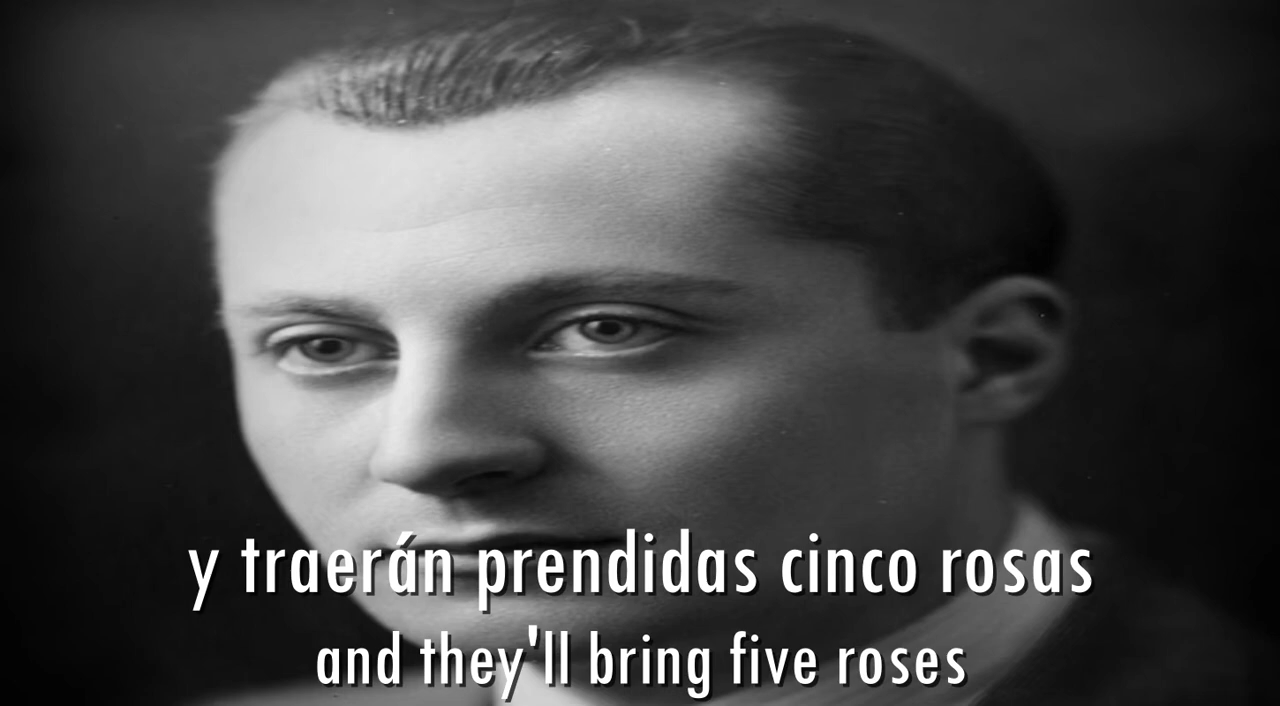 y traerán prendidas cinco rosas
and they'll bring five roses